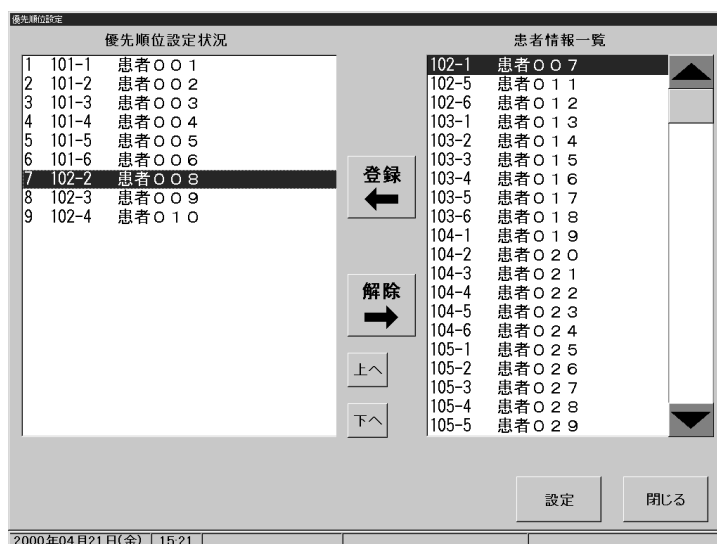 優先順位設定
優先順位設定状況
1 101-1 患者００１
2 101-2 患者００２
3 101-3 患者００３
4 101-4 患者００４
5 101-5 患者００５
6 101-6 患者００６
7 102-2 患者００８
8 102-3 患者００９
9 102-4 患者０１０
登録
解除
上へ
下へ
患者情報一覧
102-1 患者００７
102-5 患者０１１
102-6 患者０１２
103-1 患者０１３
103-2 患者０１４
103-3 患者０１５
103-4 患者０１６
103-5 患者０１７
103-6 患者０１８
104-1 患者０１９
104-2 患者０２０
104-3 患者０２１
104-4 患者０２２
104-5 患者０２３
104-6 患者０２４
105-1 患者０２５
105-2 患者０２６
105-3 患者０２７
105-4 患者０２８
105-5 患者０２９
設定
閉じる
2000年04月21日(金) 15:21